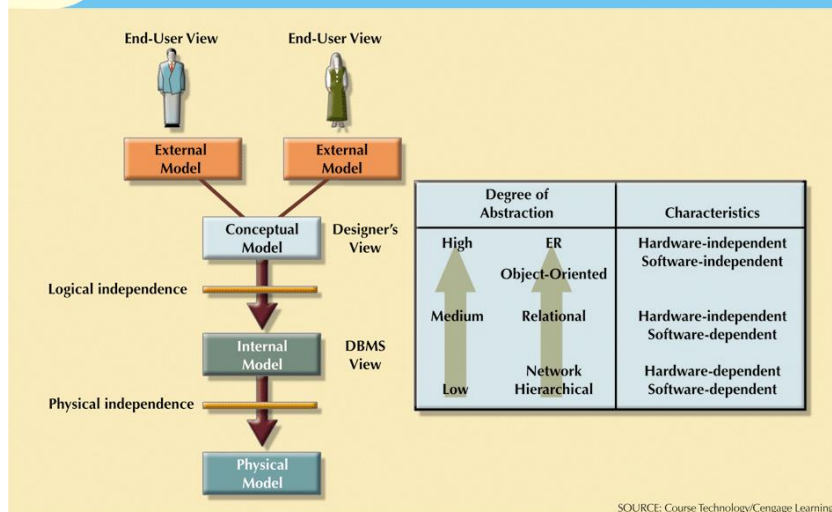 End-User View
End-User View
External
Model
External
Model
Conceptual
Model
Designer's
View
Logical independence
Internal
Model
DBMS
View
Physical independence
Physical
Model
Degree of
Abstraction
Characteristics
High
ER
Hardware-independent
Software-independent
Object-Oriented
Medium
Relational
Hardware-independent
Software-dependent
Network
Hardware-dependent
Low
Hierarchical
Software-dependent
SOURCE: Course Technology/Cengage Learning